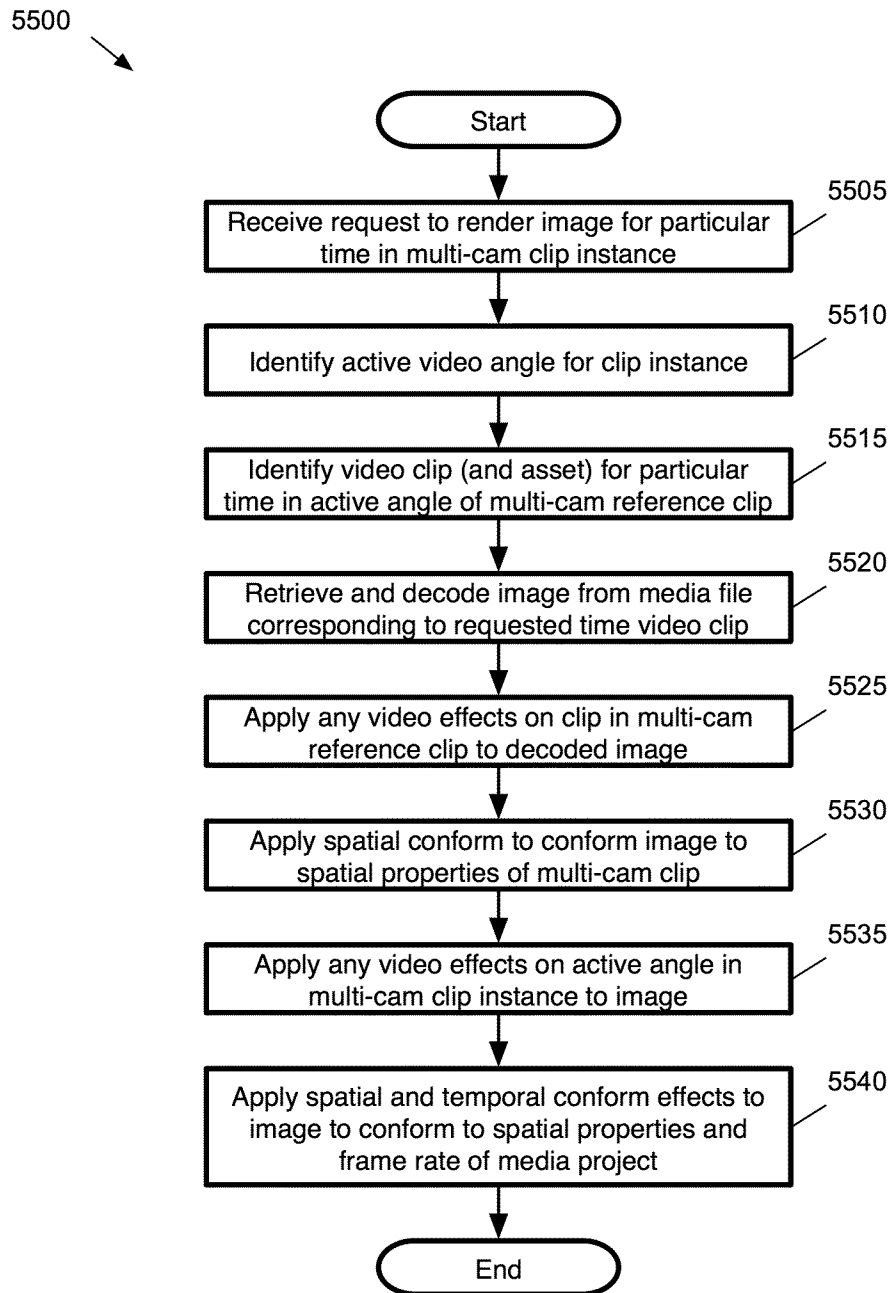 5500
Start
5505
Receive request to render image for particular
time in multi-cam clip instance
5510
Identify active video angle for clip instance
5515
Identify video clip (and asset) for particular
time in active angle of multi-cam reference clip
5520
Retrieve and decode image from media file
corresponding to requested time video clip
5525
Apply any video effects on clip in multi-cam
reference clip to decoded image
5530
Apply spatial conform to conform image to
spatial properties of multi-cam clip
5535
Apply any video effects on active angle in
multi-cam clip instance to image
5540
Apply spatial and temporal conform effects to
image to conform to spatial properties and
frame rate of media project
End